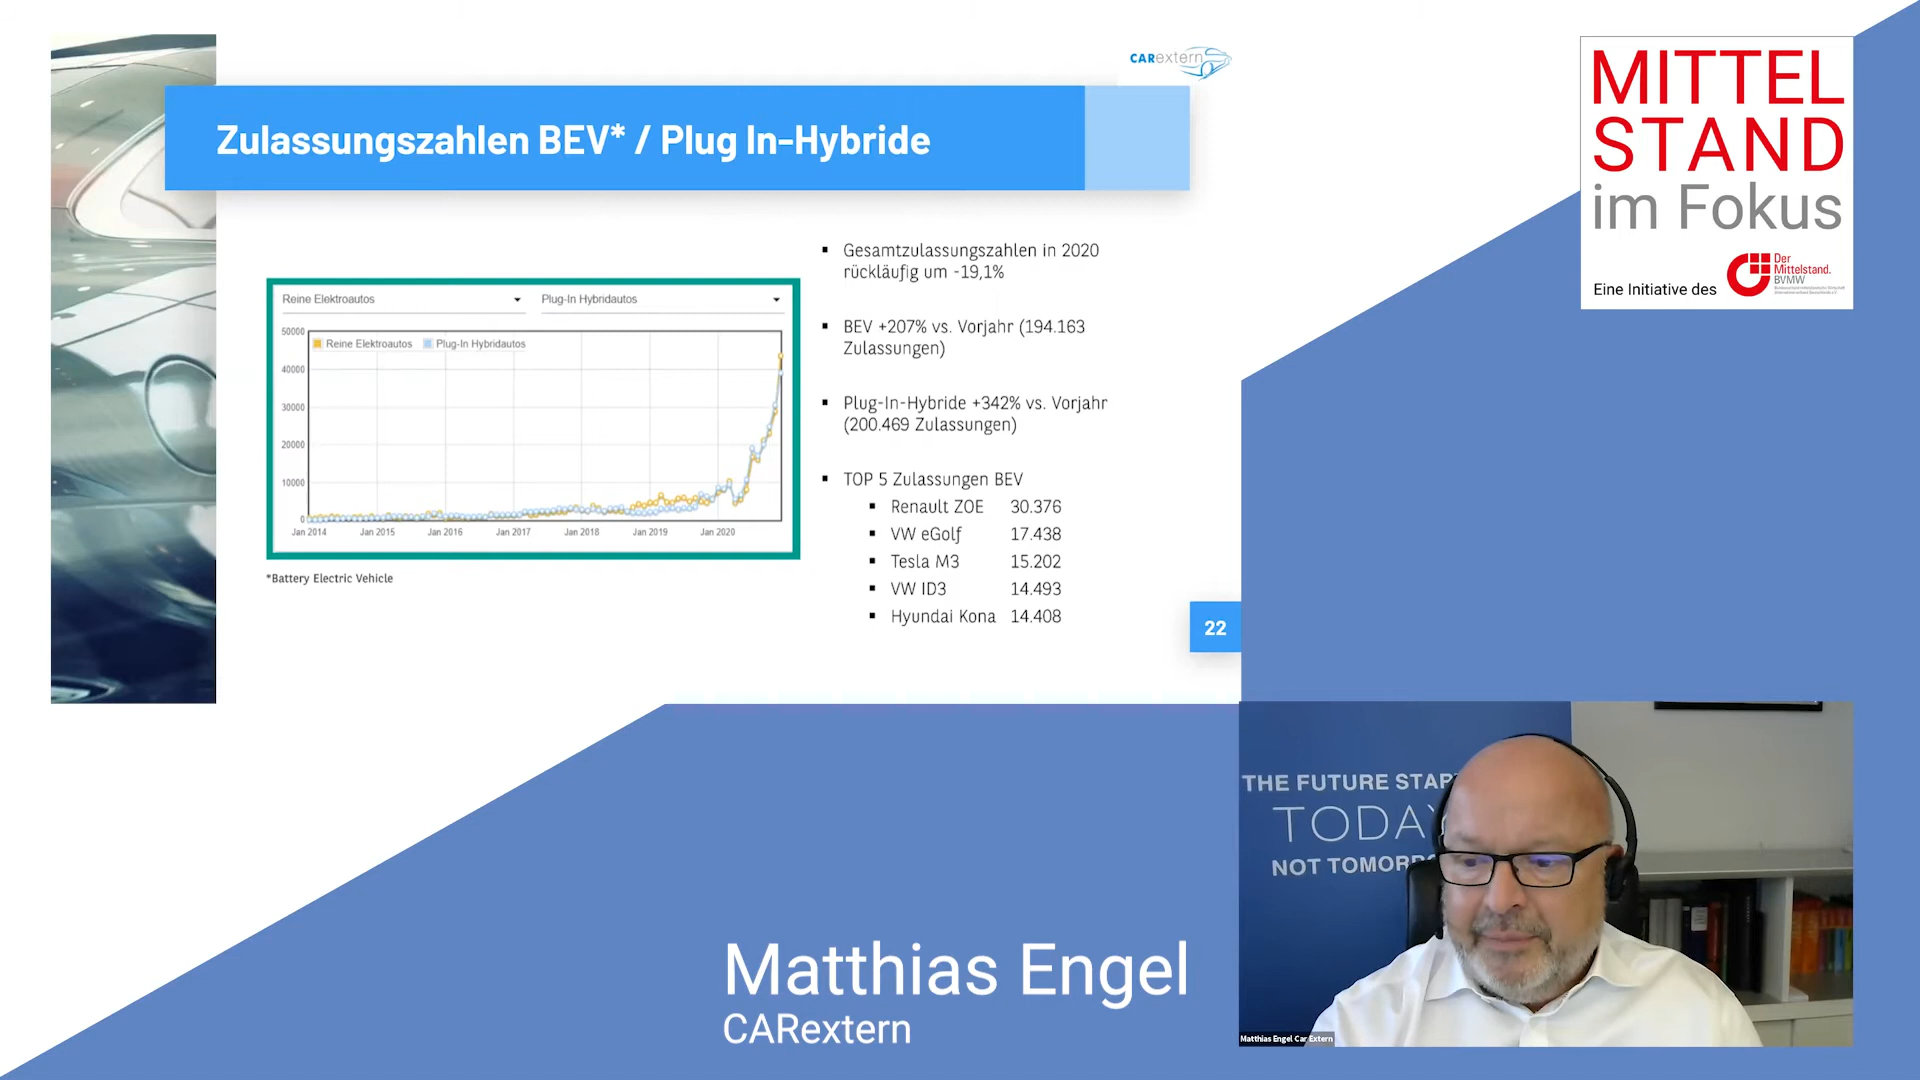 CARextern
Zulassungszahlen BEV* / Plug In-Hybride
Reine Elektroautos
Plug-In Hybridautos
50000
Reine Elektroautos
Plug-In Hybridautos
40000
30000
20000
10000
0
Jan 2014
Jan 2015
Jan 2016
Jan 2017
Jan 2018
Jan 2019
Jan 2020
*Battery Electric Vehicle
Gesamtzulassungszahlen in 2020
rückläufig um -19,1%
BEV +207% vs. Vorjahr (194.163
Zulassungen)
Plug-In-Hybride +342% vs. Vorjahr
(200.469 Zulassungen)
TOP 5 Zulassungen BEV
Renault ZOE 30.376
VW eGolf 17.438
Tesla M3 15.202
VW ID3 14.493
Hyundai Kona 14.408
22
MITTEL
STAND
im Fokus
Eine Initiative des
Der
Mittelstand.
BVMW
THE FUTURE STAR
TODAY
NOT TOMORRO
Matthias Engel Car Extern
Matthias Engel
CARextern